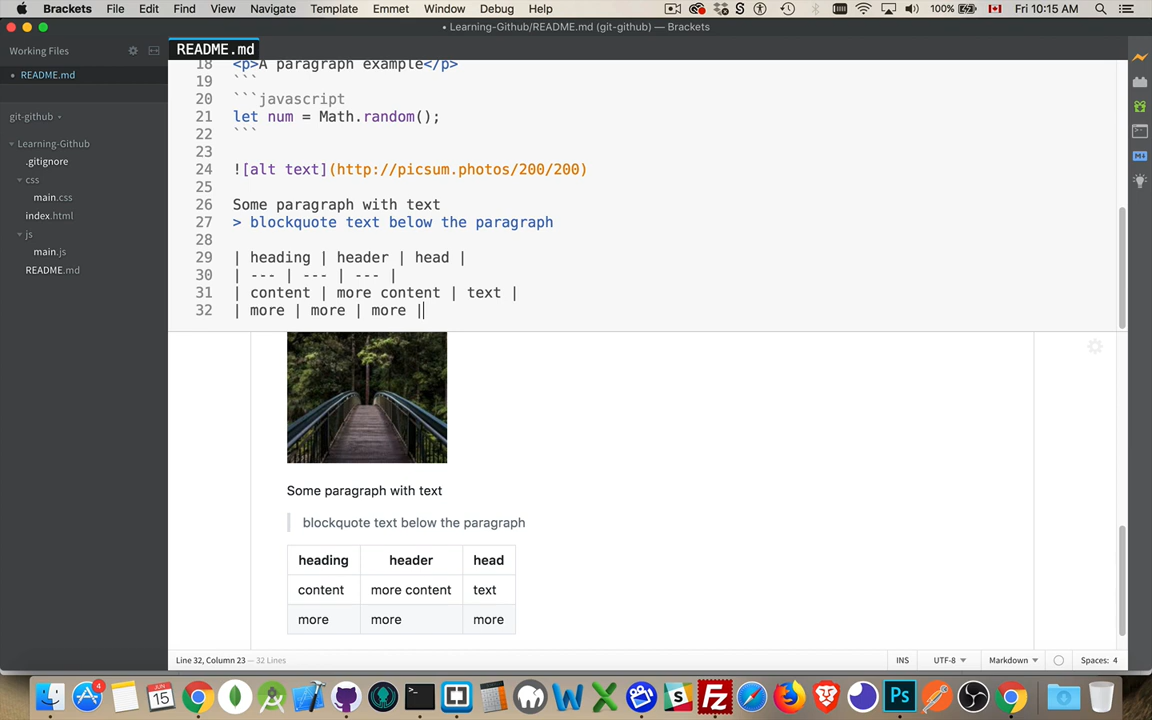 Brackets File Edit Find View Navigate Template Emmet Window Debug Help 100% Fri 10:15 AM
• Learning-Github/README.md (git-github) — Brackets
Working Files
README.md
• README.md
git-github
Learning-Github
.gitignore
css
main.css
index.html
js
main.js
README.md
18 <p>A paragraph example</p>
19 ```
20 ```javascript
21 let num = Math.random();
22 ```
23
24 ![alt text](http://picsum.photos/200/200)
25
26 Some paragraph with text
27 > blockquote text below the paragraph
28
29 | heading | header | head |
30 | --- | --- | --- |
31 | content | more content | text |
32 | more | more | more |
Some paragraph with text
blockquote text below the paragraph
heading header head
content more content text
more more more
Line 32, Column 23 — 32 Lines
INS UTF-8 Markdown Spaces: 4
4
JUN
15